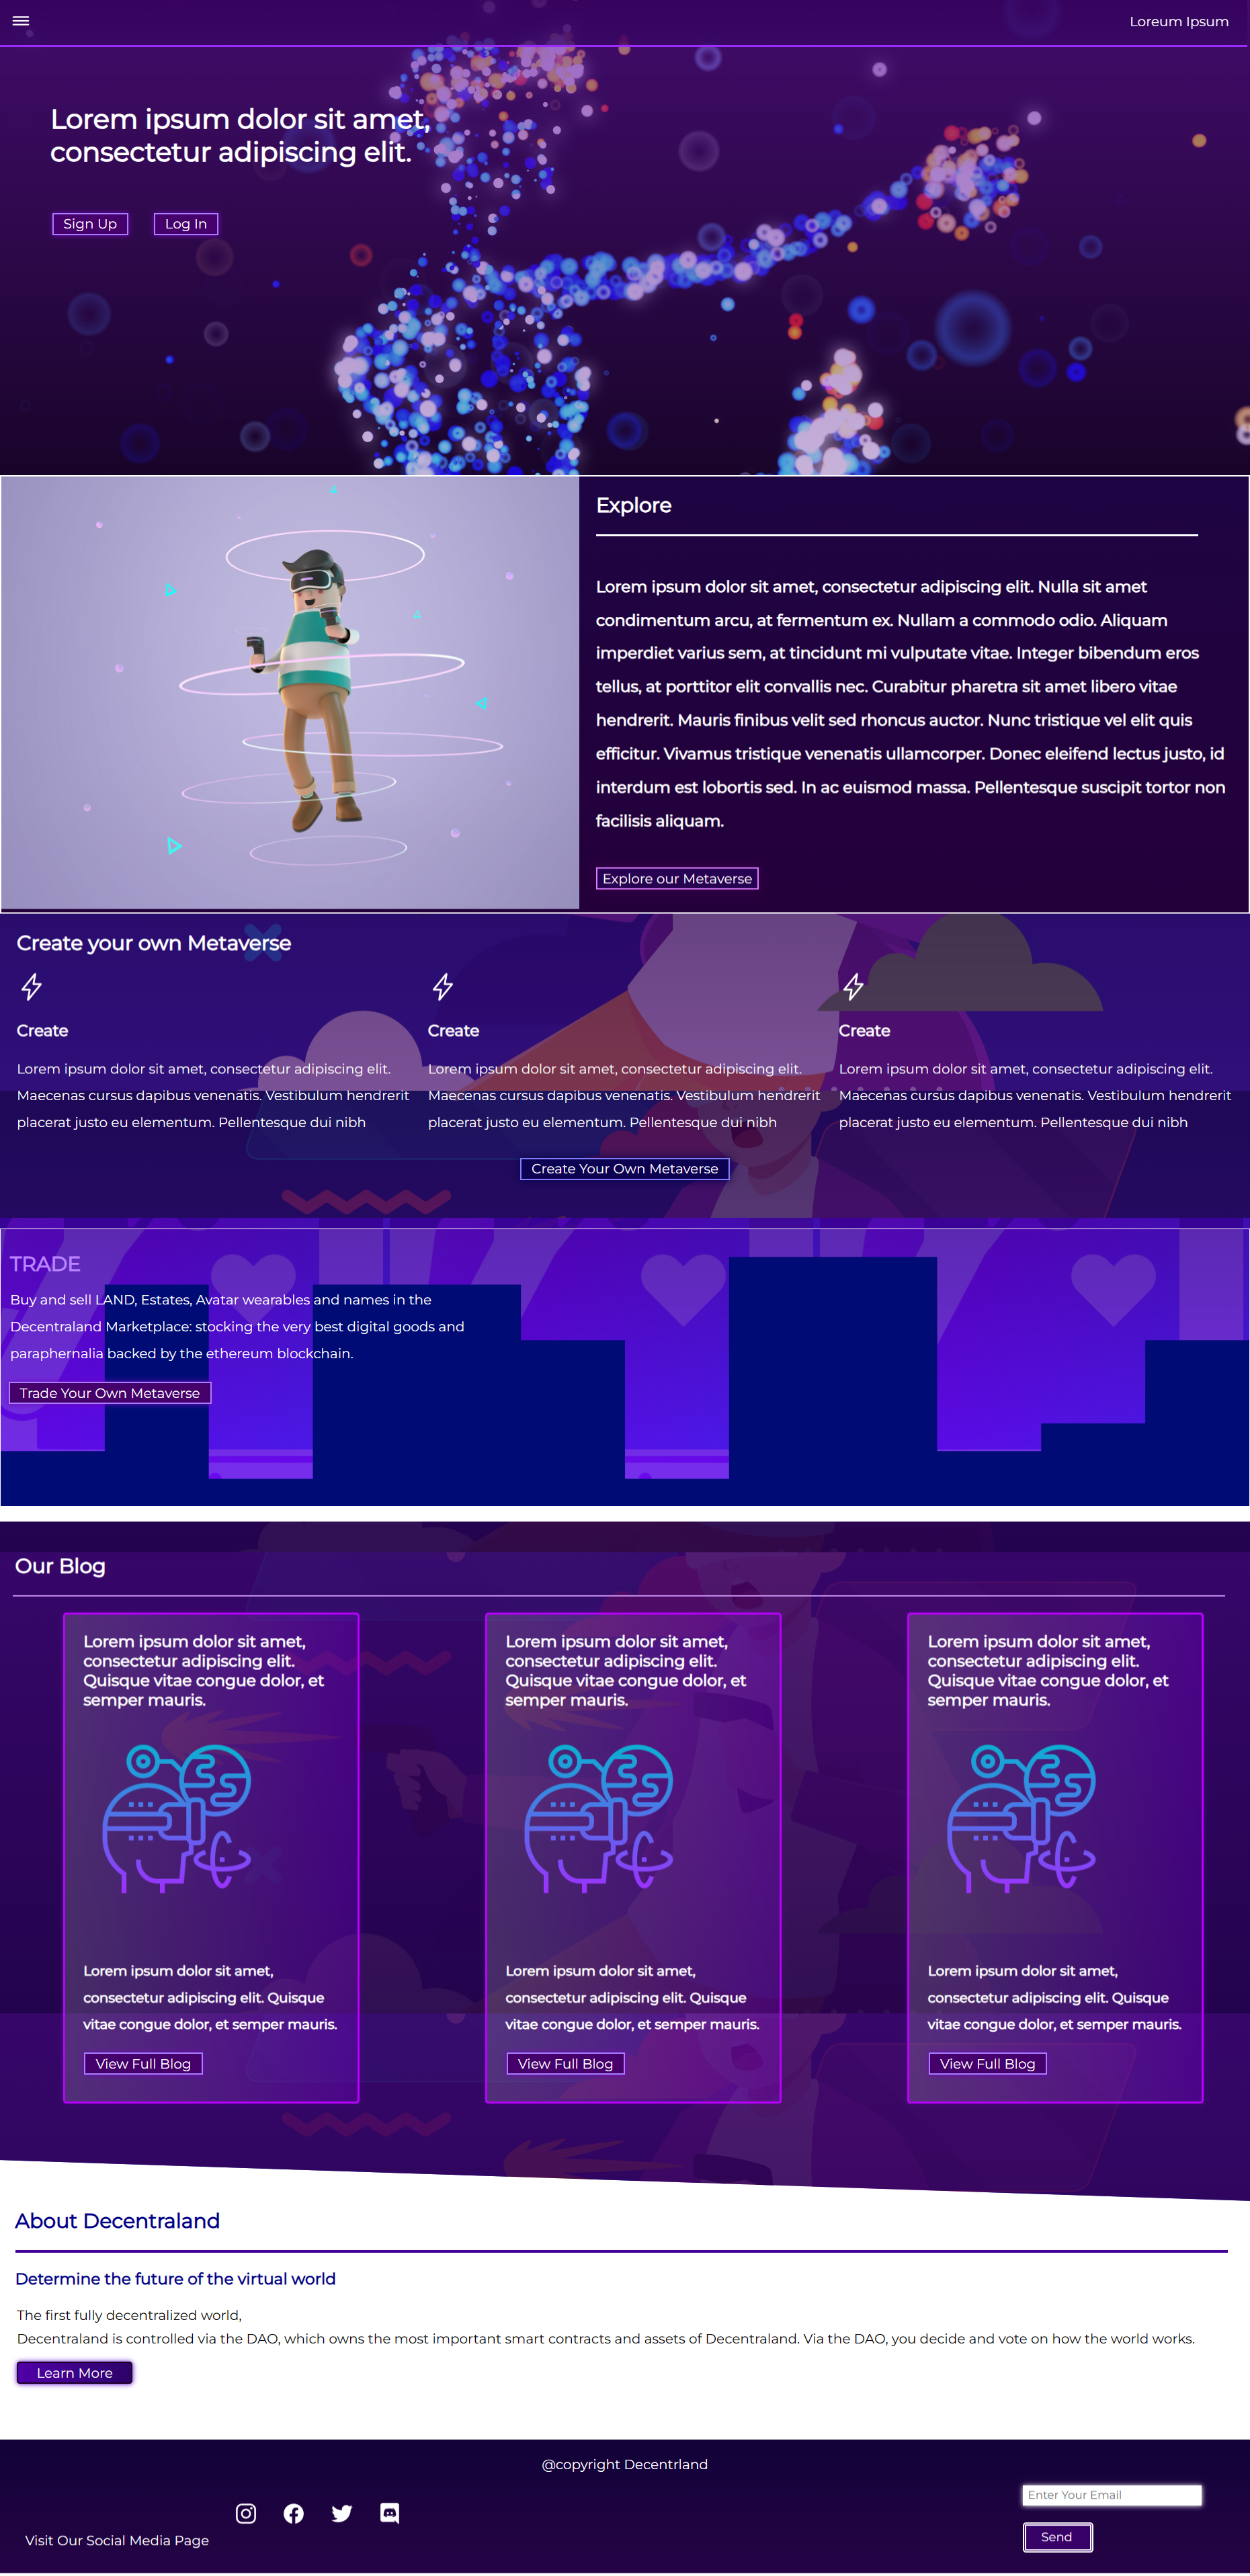 Loreum Ipsum
Lorem ipsum dolor sit amet,
consectetur adipiscing elit.
Sign Up
Log In
Explore
Lorem ipsum dolor sit amet, consectetur adipiscing elit. Nulla sit amet
condimentum arcu, at fermentum ex. Nullam a commodo odio. Aliquam
imperdiet varius sem, at tincidunt mi vulputate vitae. Integer bibendum eros
tellus, at porttitor elit convallis nec. Curabitur pharetra sit amet libero vitae
hendrerit. Mauris finibus velit sed rhoncus auctor. Nunc tristique vel elit quis
efficitur. Vivamus tristique venenatis ullamcorper. Donec eleifend lectus justo, id
interdum est lobortis sed. In ac euismod massa. Pellentesque suscipit tortor non
facilisis aliquam.
Explore our Metaverse
Create your own Metaverse
Create
Lorem ipsum dolor sit amet, consectetur adipiscing elit.
Maecenas cursus dapibus venenatis. Vestibulum hendrerit
placerat justo eu elementum. Pellentesque dui nibh
Create
Lorem ipsum dolor sit amet, consectetur adipiscing elit.
Maecenas cursus dapibus venenatis. Vestibulum hendrerit
placerat justo eu elementum. Pellentesque dui nibh
Create
Lorem ipsum dolor sit amet, consectetur adipiscing elit.
Maecenas cursus dapibus venenatis. Vestibulum hendrerit
placerat justo eu elementum. Pellentesque dui nibh
Create Your Own Metaverse
TRADE
Buy and sell LAND, Estates, Avatar wearables and names in the
Decentraland Marketplace: stocking the very best digital goods and
paraphernalia backed by the ethereum blockchain.
Trade Your Own Metaverse
Our Blog
Lorem ipsum dolor sit amet,
consectetur adipiscing elit.
Quisque vitae congue dolor, et
semper mauris.
Lorem ipsum dolor sit amet,
consectetur adipiscing elit. Quisque
vitae congue dolor, et semper mauris.
View Full Blog
Lorem ipsum dolor sit amet,
consectetur adipiscing elit.
Quisque vitae congue dolor, et
semper mauris.
Lorem ipsum dolor sit amet,
consectetur adipiscing elit. Quisque
vitae congue dolor, et semper mauris.
View Full Blog
Lorem ipsum dolor sit amet,
consectetur adipiscing elit.
Quisque vitae congue dolor, et
semper mauris.
Lorem ipsum dolor sit amet,
consectetur adipiscing elit. Quisque
vitae congue dolor, et semper mauris.
View Full Blog
About Decentraland
Determine the future of the virtual world
The first fully decentralized world,
Decentraland is controlled via the DAO, which owns the most important smart contracts and assets of Decentraland. Via the DAO, you decide and vote on how the world works.
Learn More
@copyright Decentrland
Visit Our Social Media Page
Enter Your Email
Send